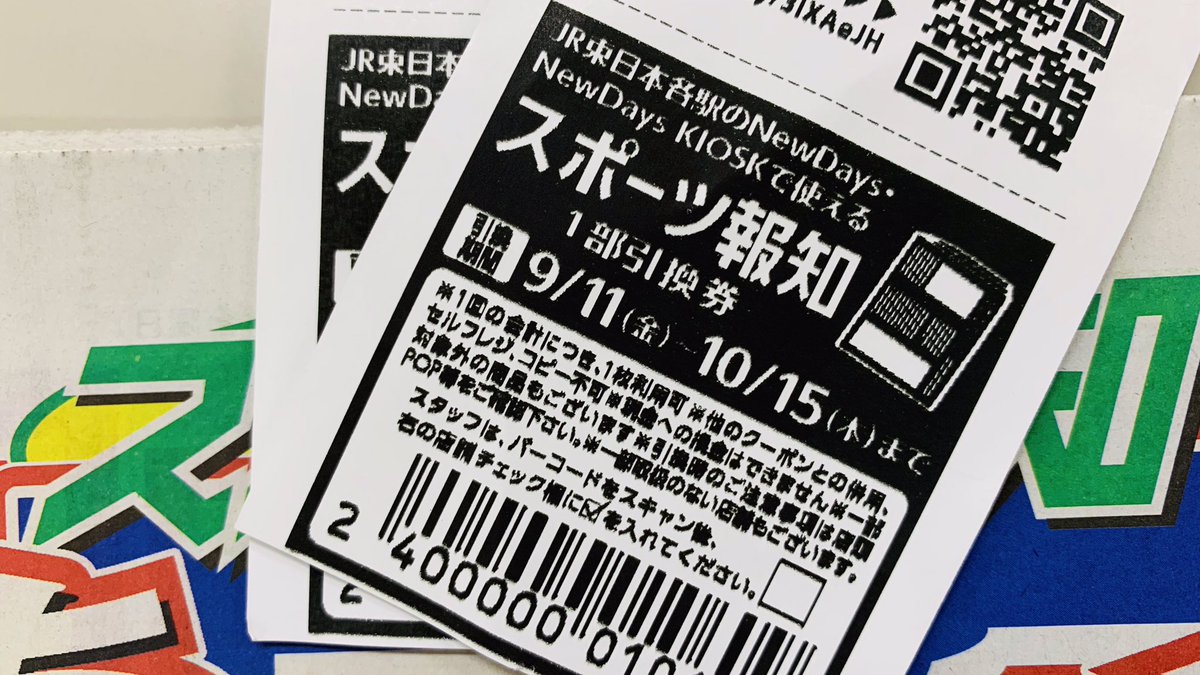 JR東日本各駅のNewDays・
NewDays KIOSKで使える
スポーツ報知
1部引換券
引換期間
9/11(金)ー10/15(木)まで
※1回の会計につき、1枚利用可※他のクーポンとの併用、
セルフレジ、コピー不可※現金への換金はできません※一部
対象外の商品もございます※引換時のご注意事項は店頭
POP等をご確認下さい。※一部取扱のない店舗もございます。
スタッフは、バーコードをスキャン後、
右の店舗チェック欄に☑を入れてください。
2
400000 010
JR東日本
NewDa
ス
2
ス
知